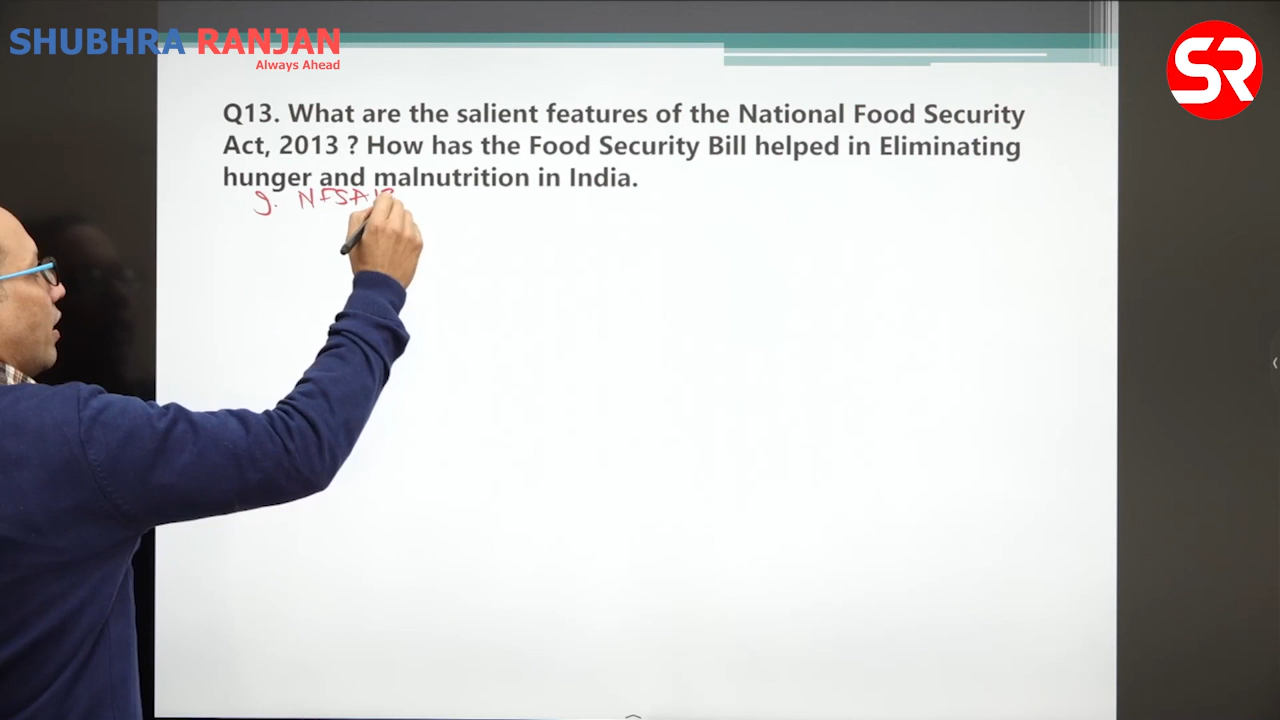 SHUBHRA RANJAN
Always Ahead
SR
Q13. What are the salient features of the National Food Security
Act, 2013 ? How has the Food Security Bill helped in Eliminating
hunger and malnutrition in India.
NFSA